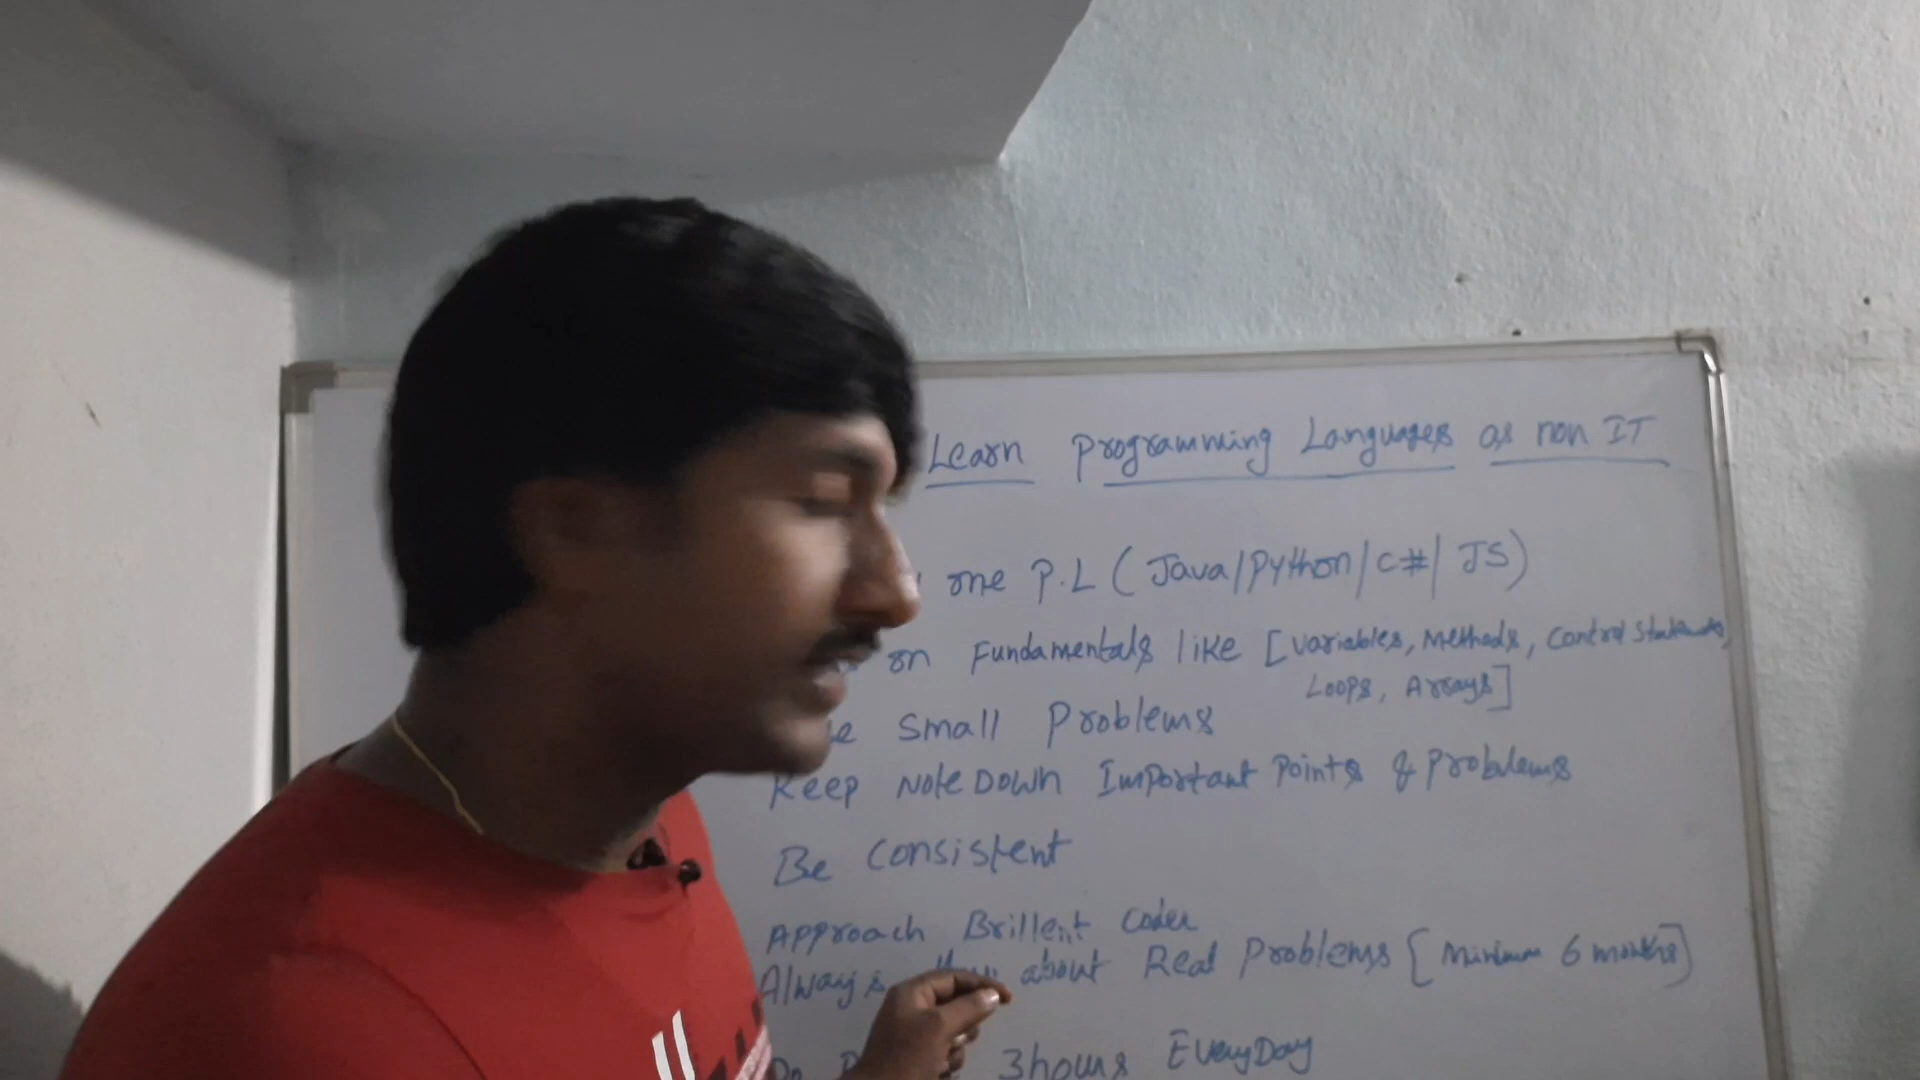 Learn Programming Languages as non IT
one P.L (Java/Python/C#/JS)
on Fundamentals like [Variables, Methods, Control Statements,
Loops, Arrays]
Small Problems
Keep Note Down Important Points & Problems
Be Consistent
Approach Brillent Coder
Always about Real Problems [Minimum 6 months]
Do 3hours EveryDay